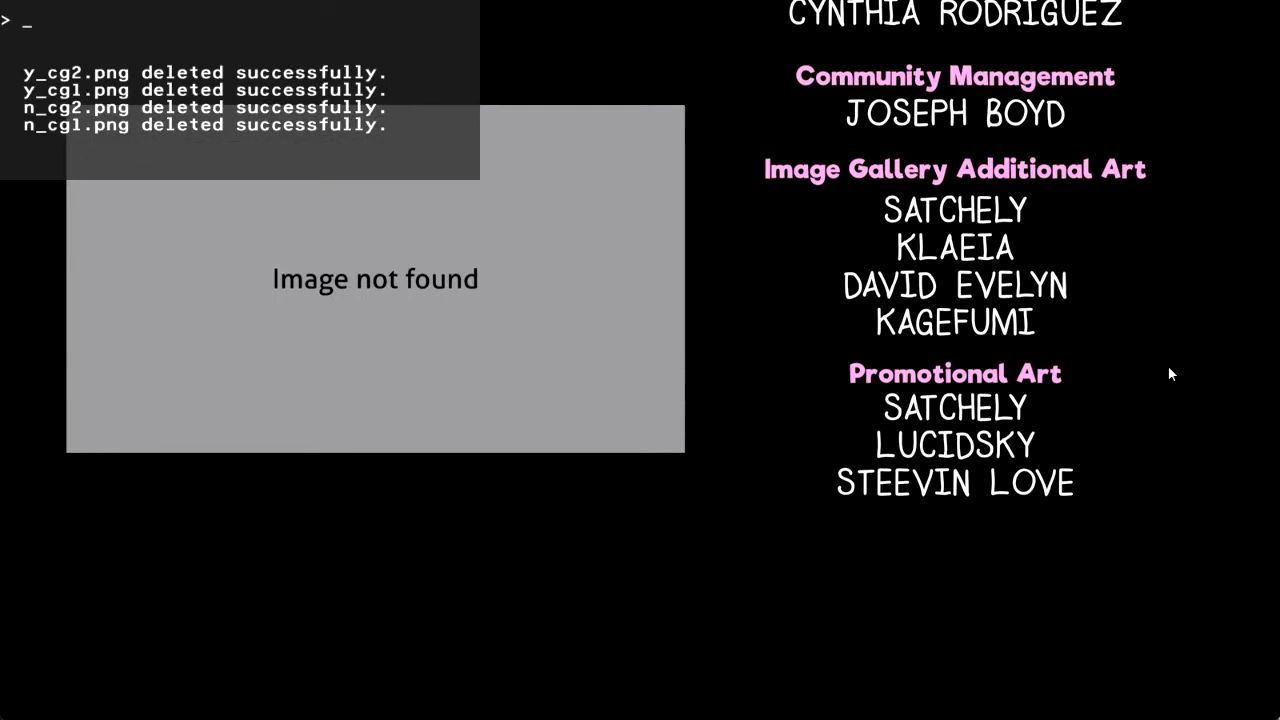 > _
y_cg2.png deleted successfully.
y_cg1.png deleted successfully.
n_cg2.png deleted successfully.
n_cg1.png deleted successfully.
Image not found
CYNTHIA RODRIGUEZ
Community Management
JOSEPH BOYD
Image Gallery Additional Art
SATCHELY
KLAEIA
DAVID EVELYN
KAGEFUMI
Promotional Art
SATCHELY
LUCIDSKY
STEEVIN LOVE